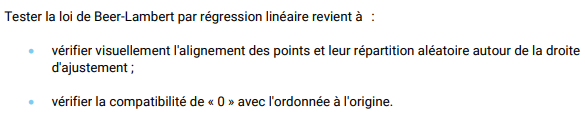 Tester la loi de Beer-Lambert par régression linéaire revient à :
• vérifier visuellement l'alignement des points et leur répartition aléatoire autour de la droite
d'ajustement ;
• vérifier la compatibilité de « 0 » avec l'ordonnée à l'origine.